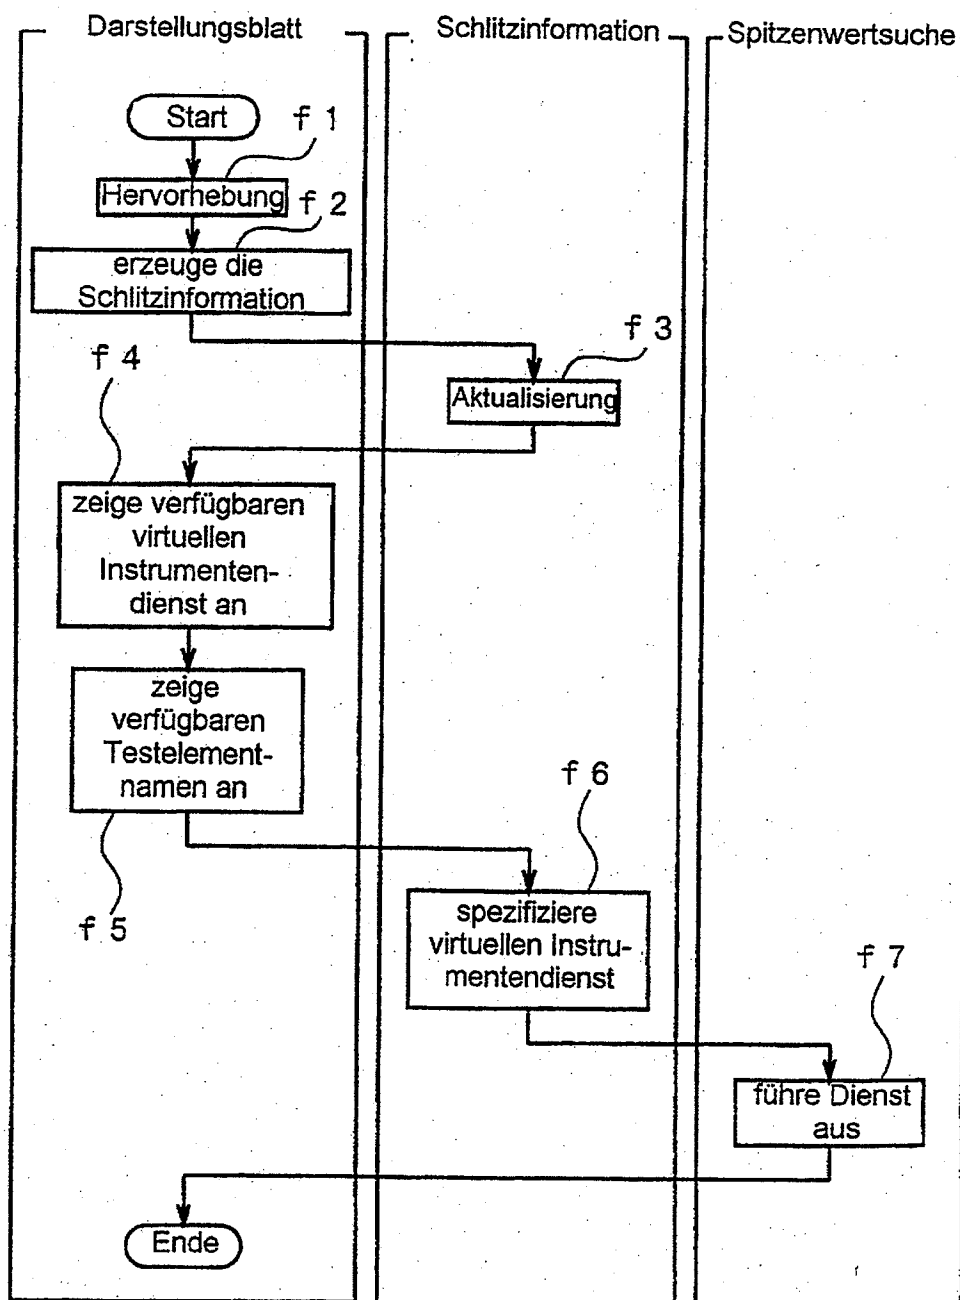 Darstellungsblatt
Schlitzinformation
Spitzenwertsuche
Start
f 1
Hervorhebung
f 2
erzeuge die
Schlitzinformation
f 3
Aktualisierung
f 4
zeige verfügbaren
virtuellen
Instrumenten-
dienst an
zeige
verfügbaren
Testelement-
namen an
f 5
f 6
spezifiziere
virtuellen Instru-
mentendienst
f 7
führe Dienst
aus
Ende